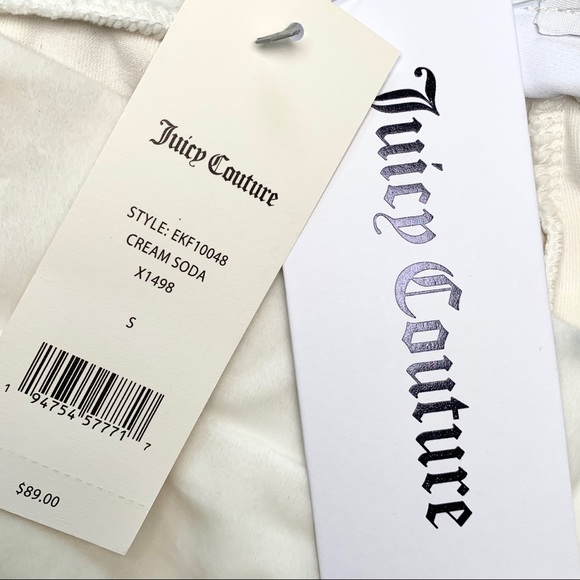 Juicy Couture
STYLE: EKF10048
CREAM SODA
X1498
S
1 94754 57771 7
$89.00
Juicy Couture